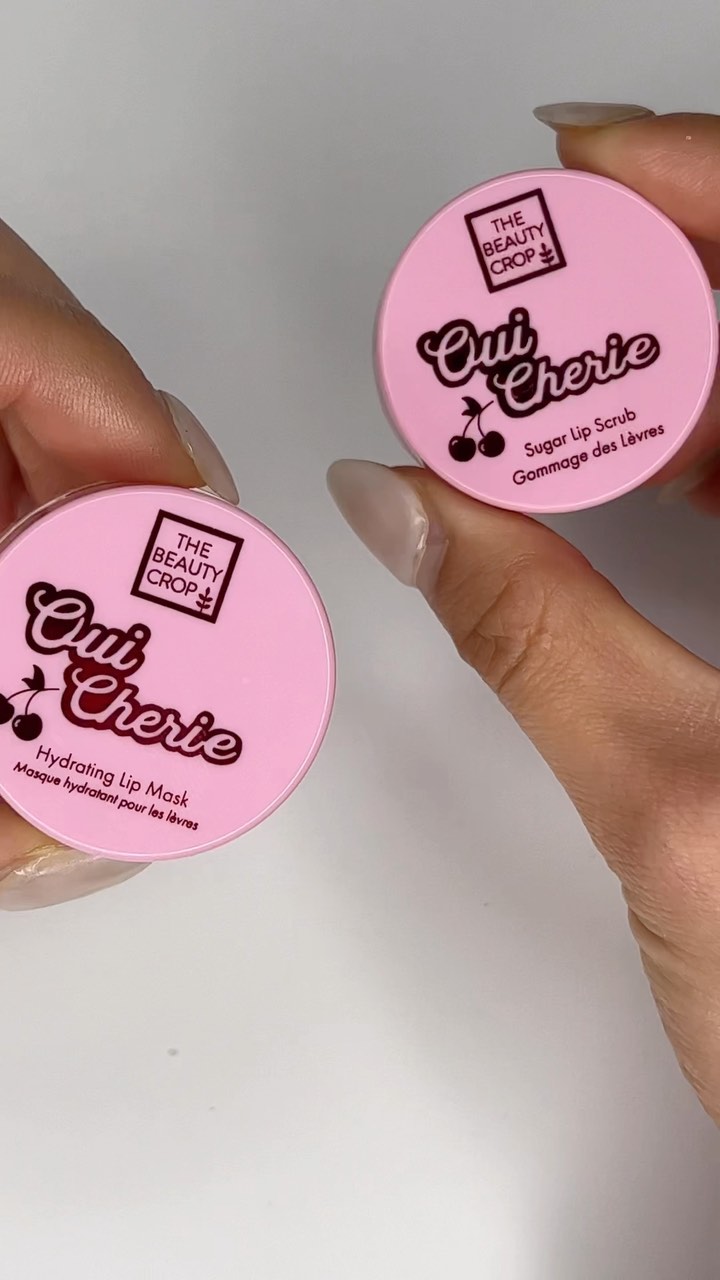 THE
BEAUTY
CROP
Oui
Cherie
Sugar Lip Scrub
Gommage des Lèvres
THE
BEAUTY
CROP
Oui
Cherie
Hydrating Lip Mask
Masque hydratant pour les lèvres